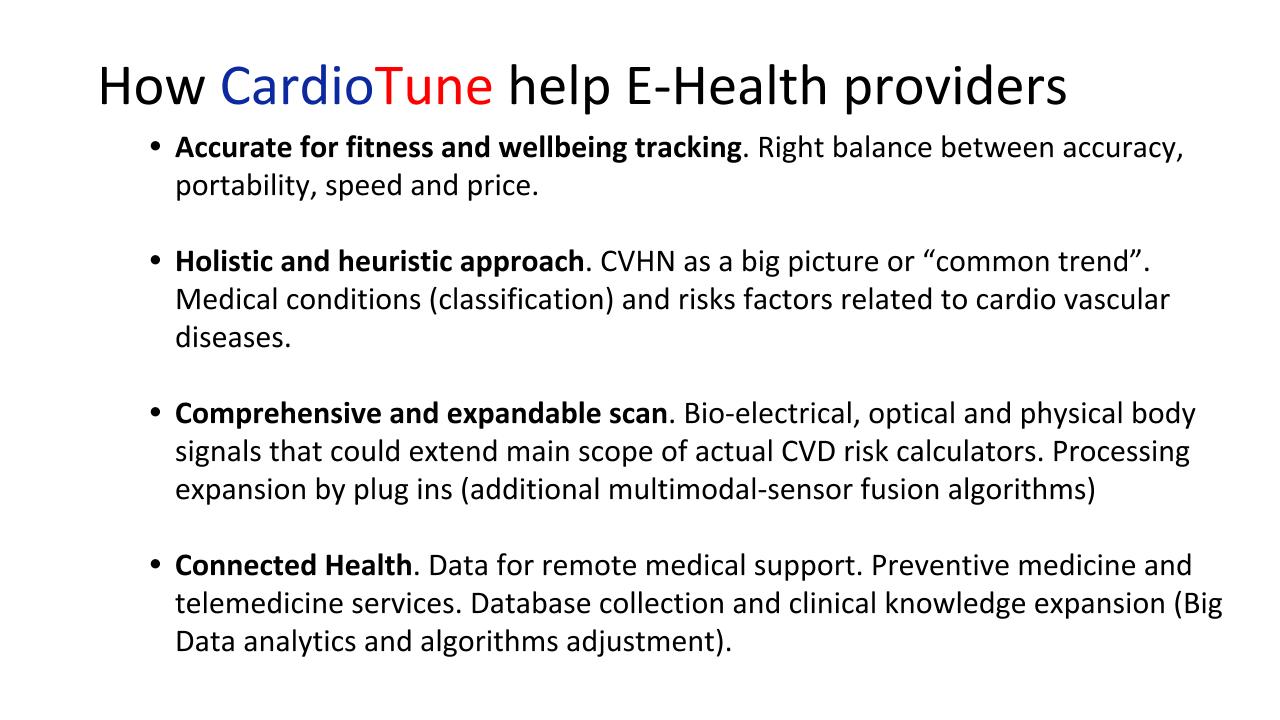 How CardioTune help E-Health providers
• Accurate for fitness and wellbeing tracking. Right balance between accuracy,
portability, speed and price.
• Holistic and heuristic approach. CVHN as a big picture or “common trend”.
Medical conditions (classification) and risks factors related to cardio vascular
diseases.
• Comprehensive and expandable scan. Bio-electrical, optical and physical body
signals that could extend main scope of actual CVD risk calculators. Processing
expansion by plug ins (additional multimodal-sensor fusion algorithms)
• Connected Health. Data for remote medical support. Preventive medicine and
telemedicine services. Database collection and clinical knowledge expansion (Big
Data analytics and algorithms adjustment).